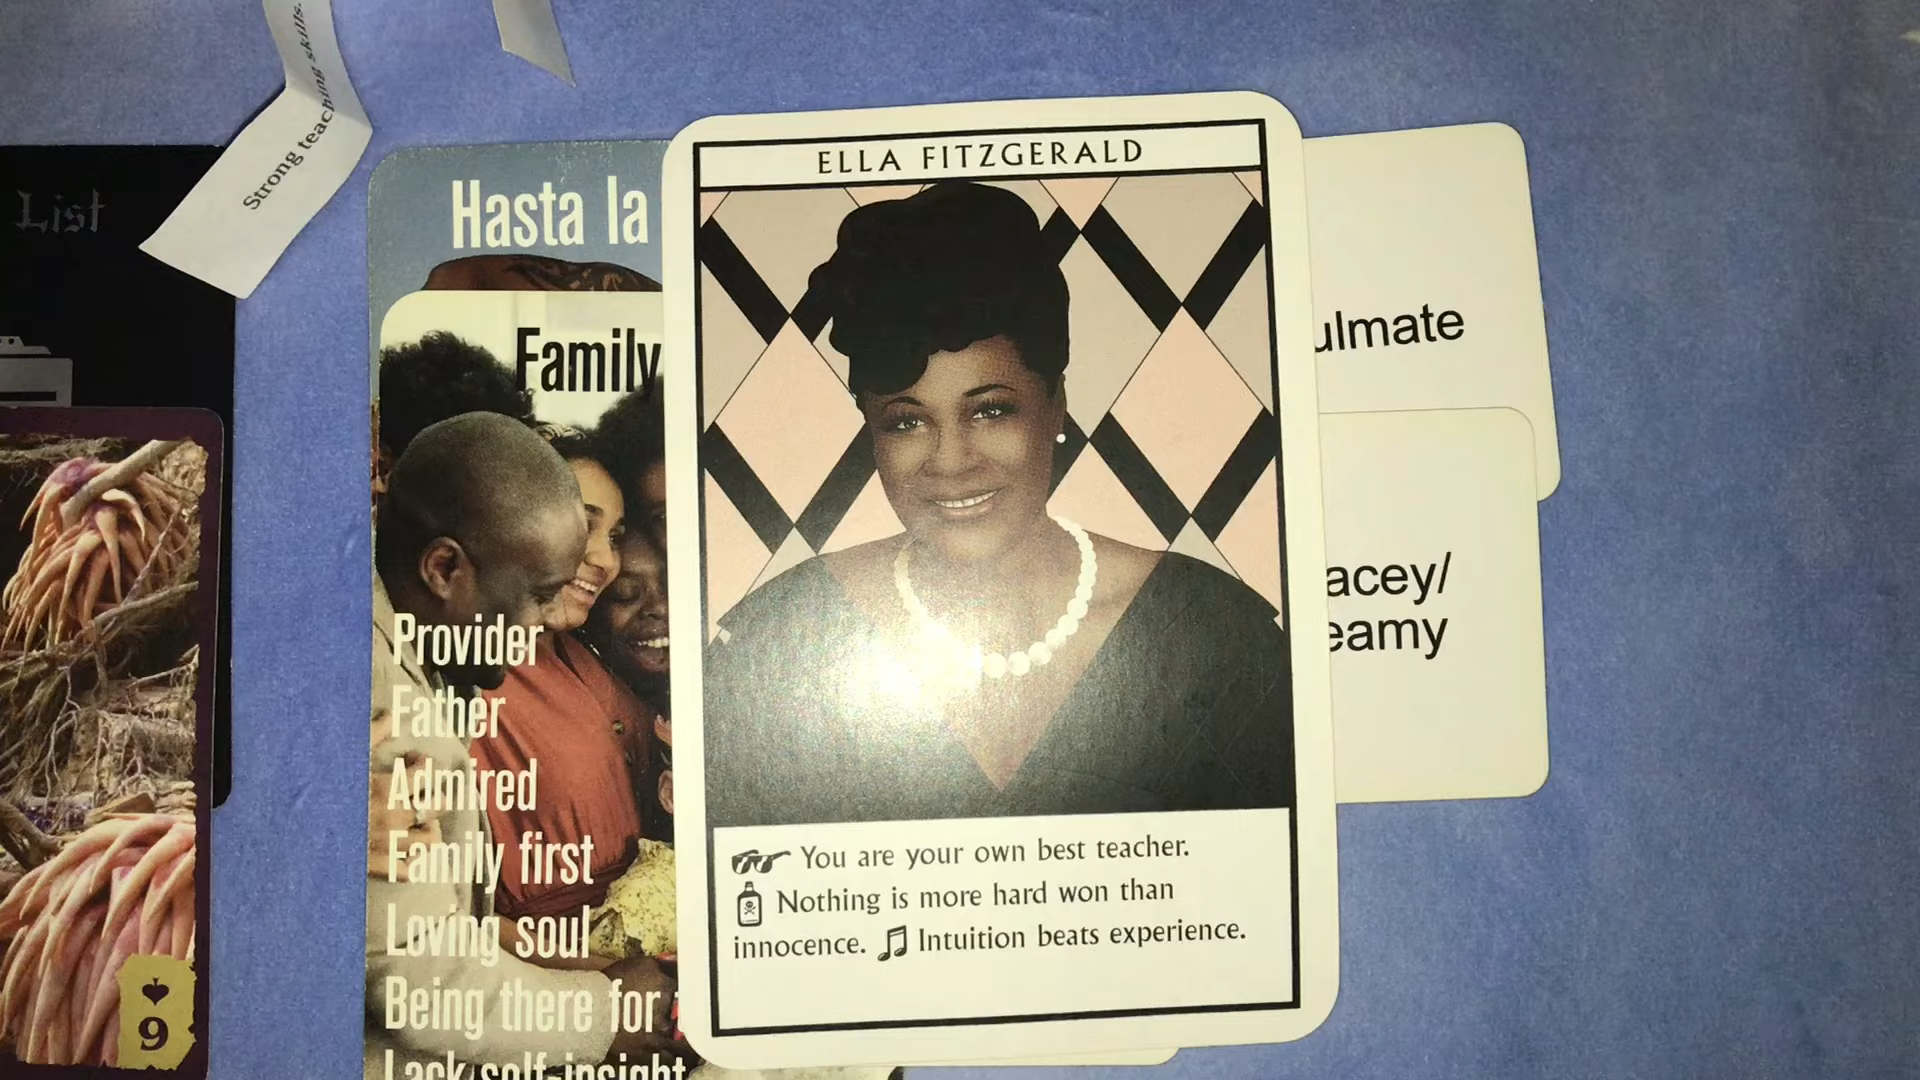 Strong teaching skills.
List
Hasta la
Family
Provider
Father
Admired
Family first
Loving soul
Being there for
Lack self-insight
9
ELLA FITZGERALD
You are your own best teacher.
Nothing is more hard won than
innocence. Intuition beats experience.
ulmate
acey/
eamy